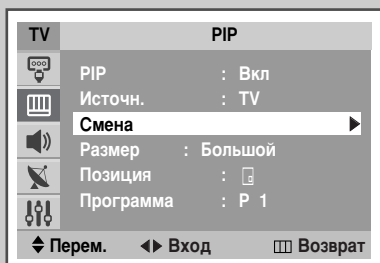 TV PIP
PIP : Вкл
Источн. : TV
Смена
Размер : Большой
Позиция :
Программа : P 1
Перем. Вход Возврат